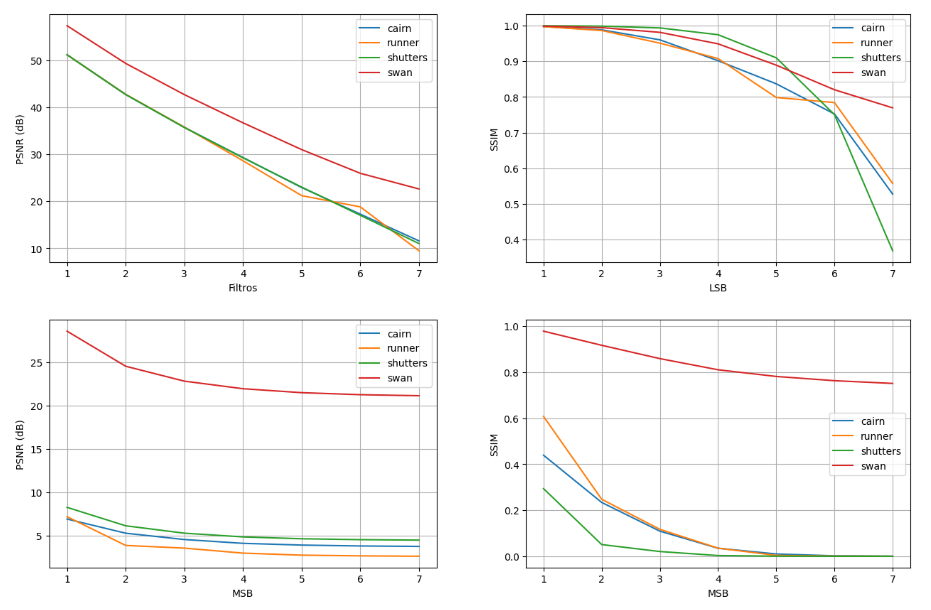 PSNR (dB)
50
40
30
20
10
1 2 3 4 5 6 7
Filtros
cairn
runner
shutters
swan
SSIM
1.0
0.9
0.8
0.7
0.6
0.5
0.4
1 2 3 4 5 6 7
LSB
cairn
runner
shutters
swan
PSNR (dB)
25
20
15
10
5
1 2 3 4 5 6 7
MSB
cairn
runner
shutters
swan
SSIM
1.0
0.8
0.6
0.4
0.2
0.0
1 2 3 4 5 6 7
MSB
cairn
runner
shutters
swan